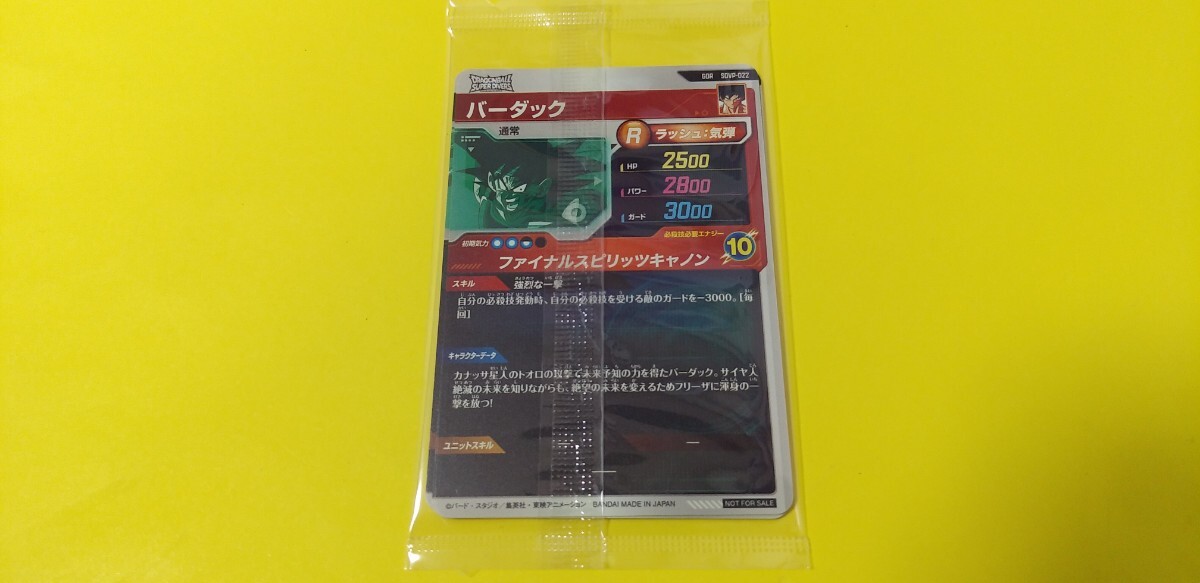 DRAGONBALL
SUPER DIVERS
GDR SDVP-022
バーダック
通常
R ラッシュ:気弾
HP 2500
パワー 2800
ガード 3000
初期気力
必殺技必要エナジー
10
ファイナルスピリッツキャノン
スキル
強烈な一撃
自分の必殺技発動時、自分の必殺技を受ける敵のガードを-3000。[毎
回]
キャラクターデータ
カナッサ星人のトオロの攻撃で未来予知の力を得たバーダック。サイヤ人
絶滅の未来を知りながらも、絶望の未来を変えるためフリーザに渾身の一
撃を放つ!
ユニットスキル
—
—
©バード・スタジオ/集英社・東映アニメーション BANDAI MADE IN JAPAN
NOT FOR SALE